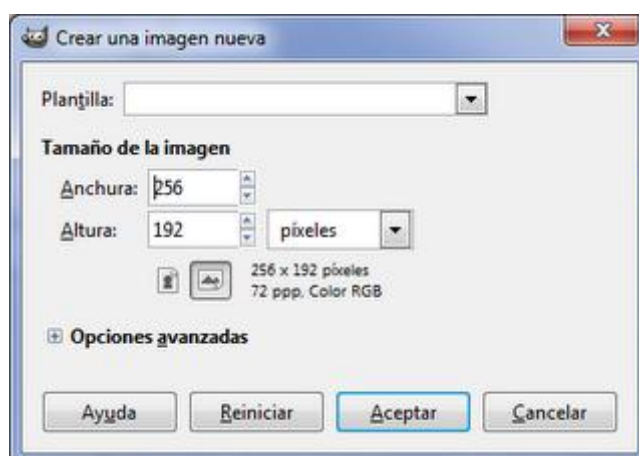 Crear una imagen nueva
Plantilla:
Tamaño de la imagen
Anchura: 256
Altura: 192 píxeles
256 x 192 píxeles
72 ppp, Color RGB
Opciones avanzadas
Ayuda Reiniciar Aceptar Cancelar